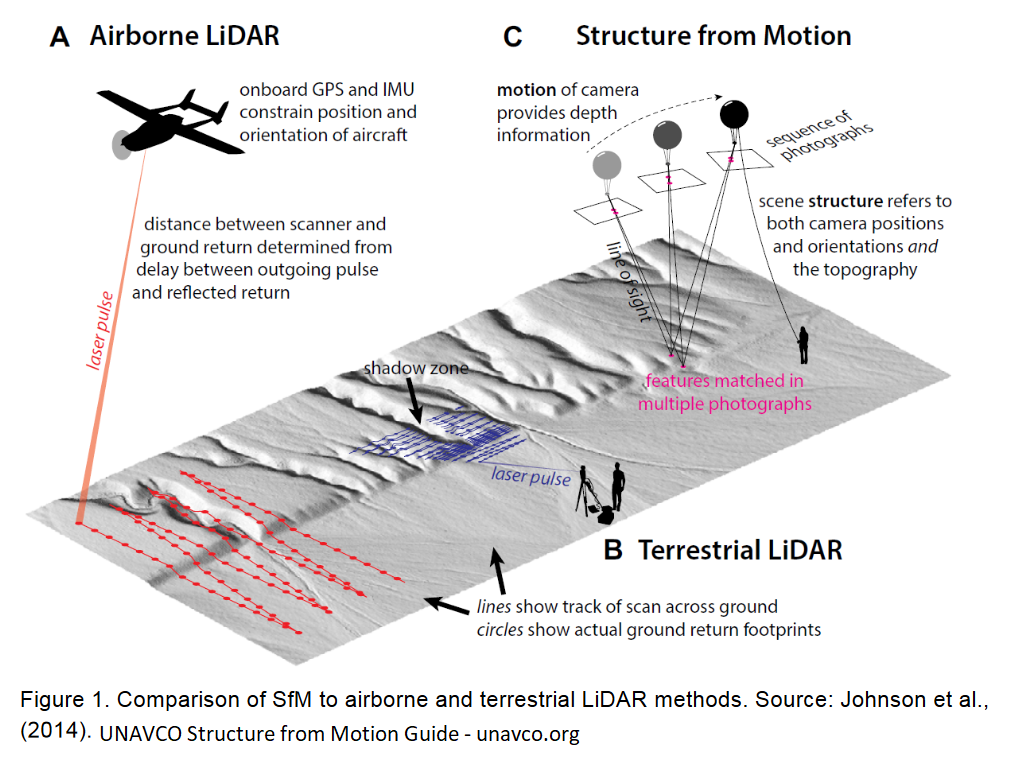 A Airborne LiDAR
onboard GPS and IMU
constrain position and
orientation of aircraft
distance between scanner and
ground return determined from
delay between outgoing pulse
and reflected return
laser pulse
C Structure from Motion
motion of camera
provides depth
information
sequence of
photographs
scene structure refers to
both camera positions
and orientations and
the topography
line of sight
features matched in
multiple photographs
shadow zone
laser pulse
B Terrestrial LiDAR
lines show track of scan across ground
circles show actual ground return footprints
Figure 1. Comparison of SfM to airborne and terrestrial LiDAR methods. Source: Johnson et al.,
(2014). UNAVCO Structure from Motion Guide - unavco.org